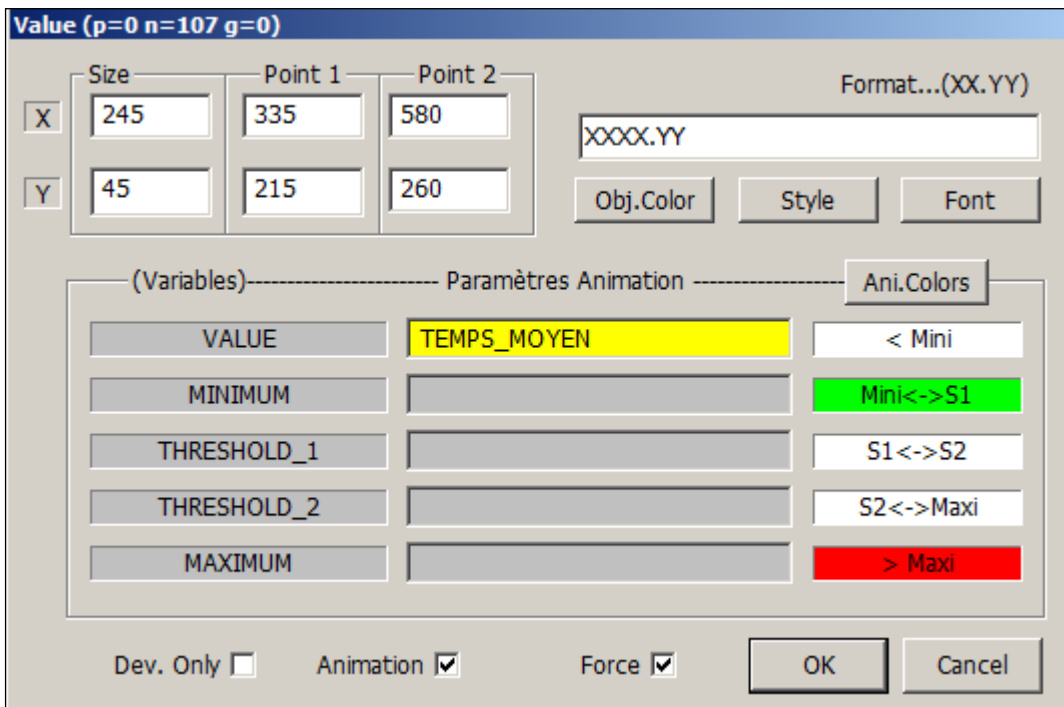 Value (p=0 n=107 g=0)
Size Point 1 Point 2
Format...(XX.YY)
X 245 335 580
XXXX.YY
Y 45 215 260
Obj.Color Style Font
(Variables)------------------------- Paramètres Animation -------------------- Ani.Colors
VALUE TEMPS_MOYEN < Mini
MINIMUM Mini<->S1
THRESHOLD_1 S1<->S2
THRESHOLD_2 S2<->Maxi
MAXIMUM > Maxi
Dev. Only Animation Force OK Cancel